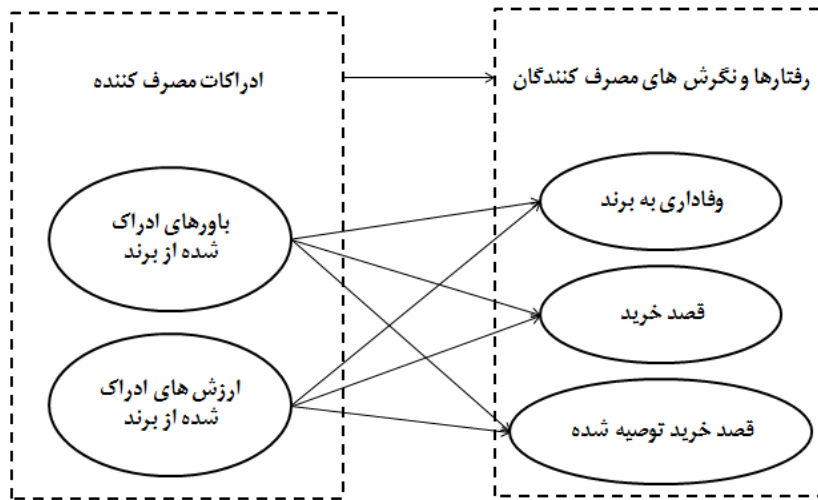 رفتارها و نگرش های مصرف کنندگان
ادراکات مصرف کننده
وفاداری به برند
باورهای ادراک
شده از برند
قصد خرید
ارزش های ادراک
شده از برند
قصد خرید توصیه شده